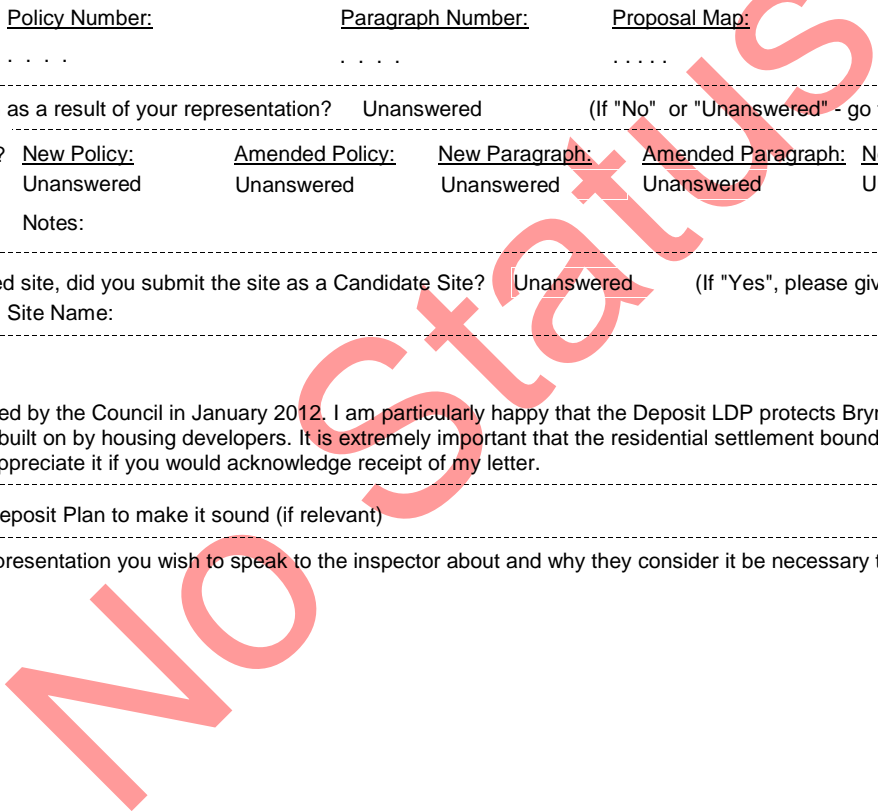 Policy Number: Paragraph Number: Proposal Map:
. . . . . . . . . . . . .
as a result of your representation? Unanswered (If "No" or "Unanswered" - go
? New Policy: Amended Policy: New Paragraph: Amended Paragraph:
Unanswered Unanswered Unanswered Unanswered U
Notes:
ed site, did you submit the site as a Candidate Site? Unanswered (If "Yes", please giv
Site Name:
ed by the Council in January 2012. I am particularly happy that the Deposit LDP protects Bryn
built on by housing developers. It is extremely important that the residential settlement bound
ppreciate it if you would acknowledge receipt of my letter.
eposit Plan to make it sound (if relevant)
presentation you wish to speak to the inspector about and why they consider it be necessary t
No Status